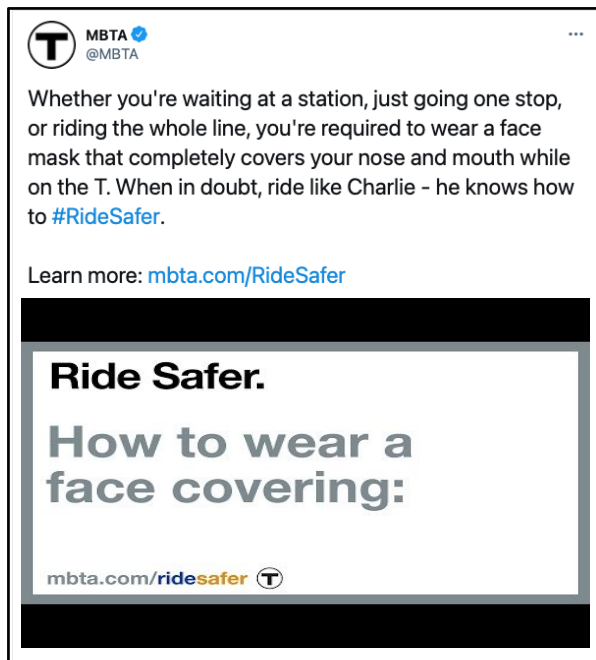 MBTA
@MBTA
Whether you're waiting at a station, just going one stop,
or riding the whole line, you're required to wear a face
mask that completely covers your nose and mouth while
on the T. When in doubt, ride like Charlie - he knows how
to #RideSafer.
Learn more: mbta.com/RideSafer
Ride Safer.
How to wear a
face covering:
mbta.com/ridesafer T